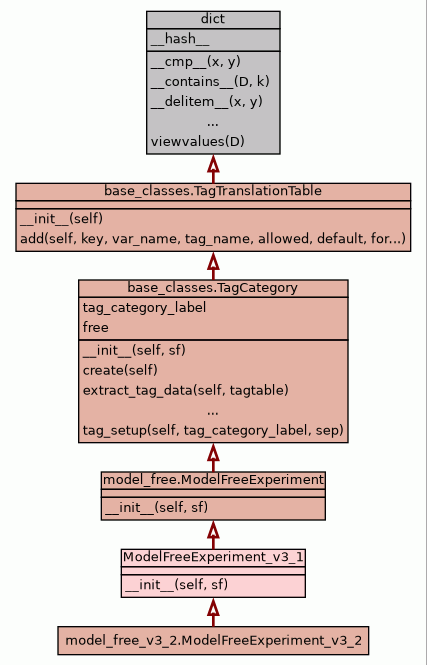 dict
__hash__
__cmp__(x, y)
__contains__(D, k)
__delitem__(x, y)
...
viewvalues(D)
base_classes.TagTranslationTable
__init__(self)
add(self, key, var_name, tag_name, allowed, default, for...)
base_classes.TagCategory
tag_category_label
free
__init__(self, sf)
create(self)
extract_tag_data(self, tagtable)
...
tag_setup(self, tag_category_label, sep)
model_free.ModelFreeExperiment
__init__(self, sf)
ModelFreeExperiment_v3_1
__init__(self, sf)
model_free_v3_2.ModelFreeExperiment_v3_2